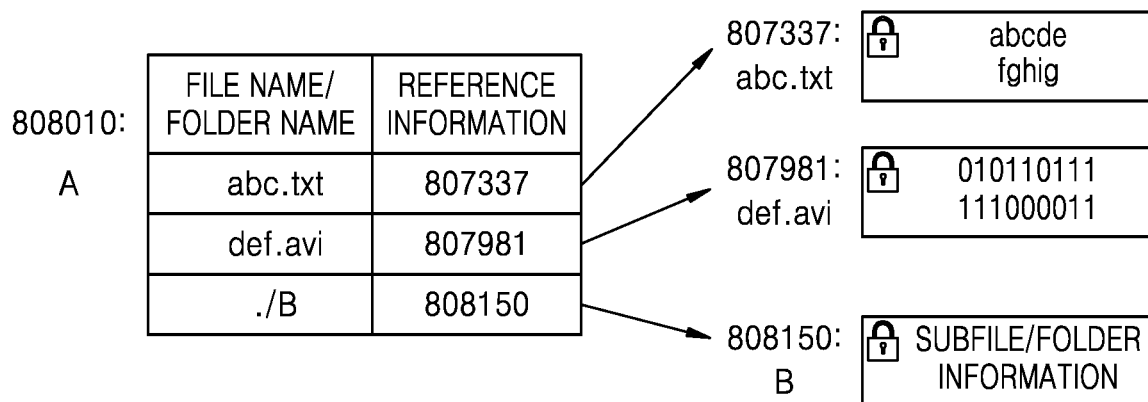 808010:
A
FILE NAME/
FOLDER NAME
REFERENCE
INFORMATION
abc.txt 807337
def.avi 807981
./B 808150
807337:
abc.txt
abcde
fghig
807981:
def.avi
010110111
111000011
808150:
B
SUBFILE/FOLDER
INFORMATION